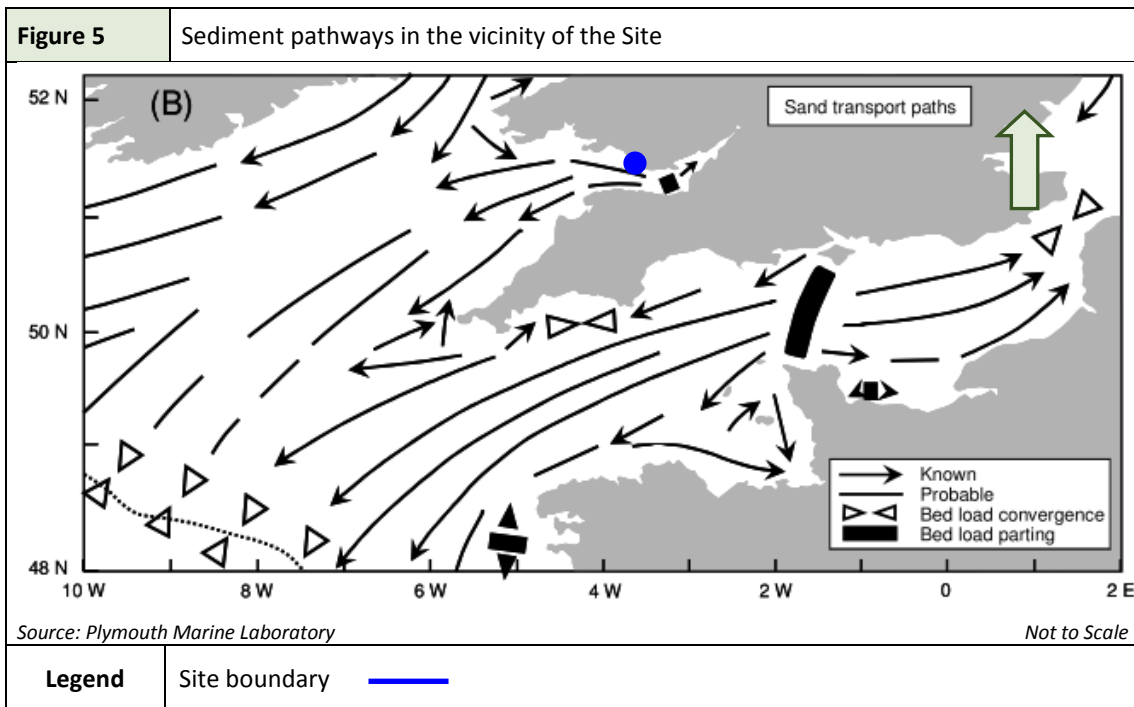 Figure 5
Sediment pathways in the vicinity of the Site
52 N
(B)
Sand transport paths
50 N
Known
Probable
Bed load convergence
Bed load parting
48 N
10 W
8 W
6 W
4 W
2 W
0
2 E
Source: Plymouth Marine Laboratory
Not to Scale
Legend
Site boundary